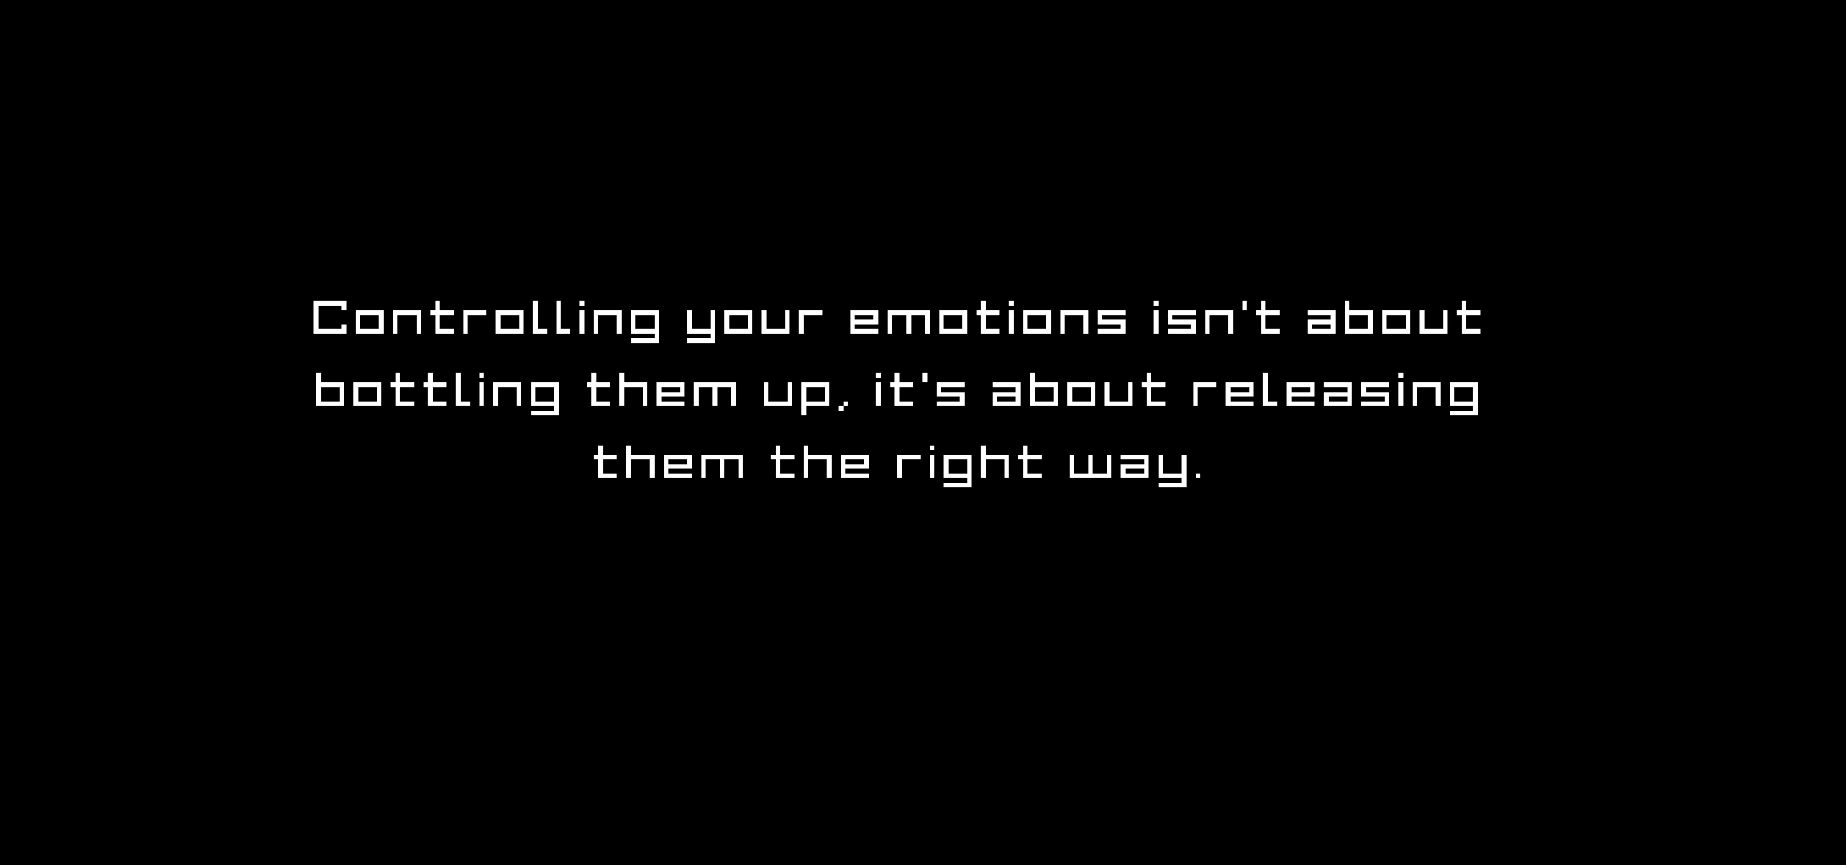 Controlling your emotions isn't about
bottling them up, it's about releasing
them the right way.